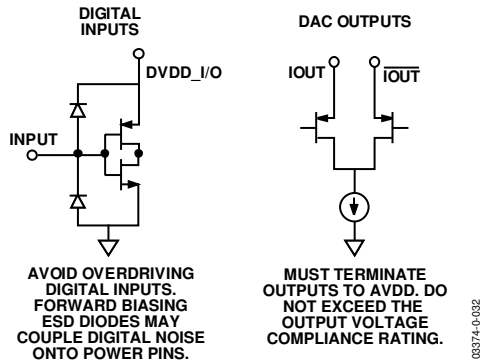 DIGITAL
INPUTS
DVDD_I/O
INPUT
AVOID OVERDRIVING
DIGITAL INPUTS.
FORWARD BIASING
ESD DIODES MAY
COUPLE DIGITAL NOISE
ONTO POWER PINS.
DAC OUTPUTS
IOUT
IOUT
MUST TERMINATE
OUTPUTS TO AVDD. DO
NOT EXCEED THE
OUTPUT VOLTAGE
COMPLIANCE RATING.
03374-0-032